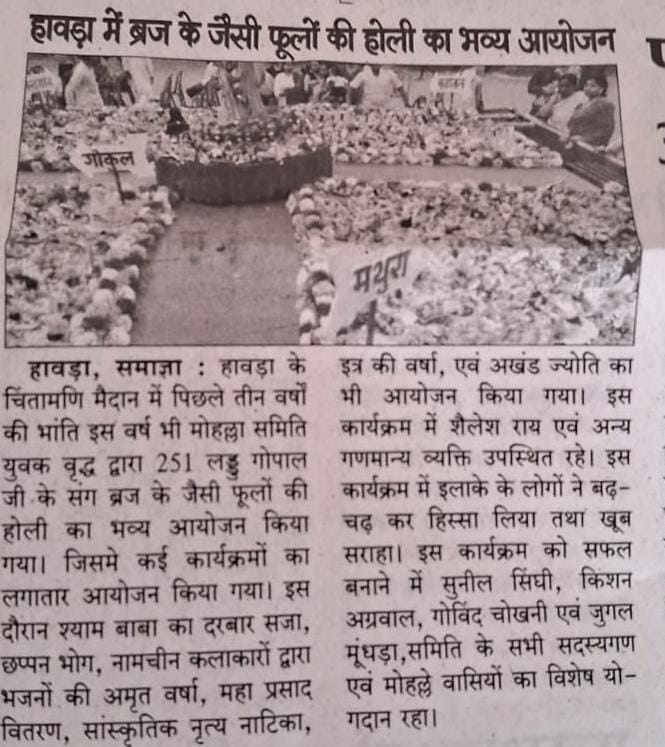 हावड़ा में ब्रज के जैसी फूलों की होली का भव्य आयोजन
गोकुल
मथुरा
हावड़ा, समाज्ञा : हावड़ा के
चिंतामणि मैदान में पिछले तीन वर्षों
की भांति इस वर्ष भी मोहल्ला समिति
युवक वृद्ध द्वारा 251 लड्डु गोपाल
जी के संग ब्रज के जैसी फूलों की
होली का भव्य आयोजन किया
गया। जिसमे कई कार्यक्रमों का
लगातार आयोजन किया गया। इस
दौरान श्याम बाबा का दरबार सजा,
छप्पन भोग, नामचीन कलाकारों द्वारा
भजनों की अमृत वर्षा, महा प्रसाद
वितरण, सांस्कृतिक नृत्य नाटिका,
इत्र की वर्षा, एवं अखंड ज्योति का
भी आयोजन किया गया। इस
कार्यक्रम में शैलेश राय एवं अन्य
गणमान्य व्यक्ति उपस्थित रहे। इस
कार्यक्रम में इलाके के लोगों ने बढ़-
चढ़ कर हिस्सा लिया तथा खूब
सराहा। इस कार्यक्रम को सफल
बनाने में सुनील सिंघी, किशन
अग्रवाल, गोविंद चोखनी एवं जुगल
मूंधड़ा,समिति के सभी सदस्यगण
एवं मोहल्ले वासियों का विशेष यो-
गदान रहा।